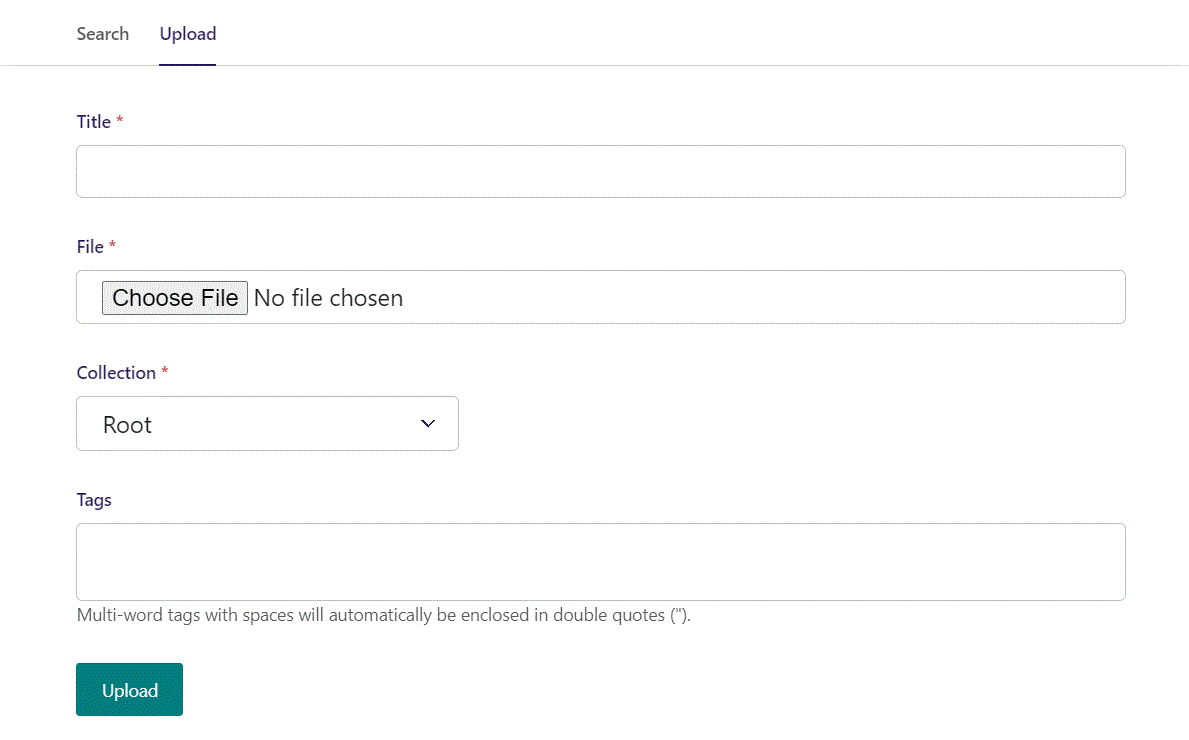 Search Upload
Title *
File *
Choose File No file chosen
Collection *
Root
Tags
Multi-word tags with spaces will automatically be enclosed in double quotes (").
Upload